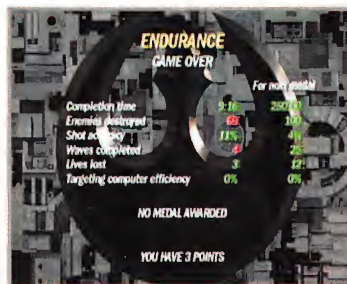 ENDURANCE
GAME OVER
For next medal
Completion time 9:16
Enemies destroyed 100
Shot accuracy 11% 4%
Waves completed 25
Lives lost 3 12
Targeting computer efficiency 0% 0%
NO MEDAL AWARDED
YOU HAVE 3 POINTS